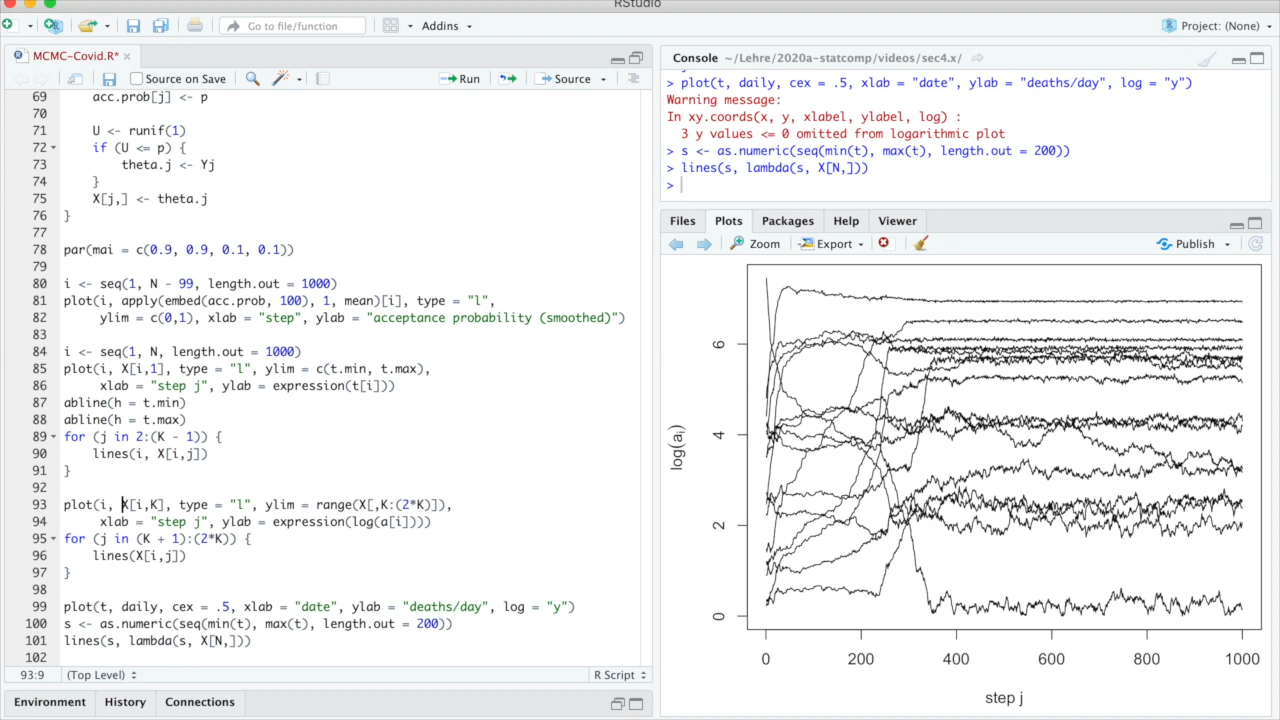 RStudio
Go to file/function
Addins
Project: (None)
MCMC-Covid.R*
Source on Save
Run
Source
69 acc.prob[j] <- p
70
71 U <- runif(1)
72 if (U <= p) {
73 theta.j <- Yj
74 }
75 X[j,] <- theta.j
76 }
77
78 par(mai = c(0.9, 0.9, 0.1, 0.1))
79
80 i <- seq(1, N - 99, length.out = 1000)
81 plot(i, apply(embed(acc.prob, 100), 1, mean)[i], type = "l",
82 ylim = c(0,1), xlab = "step", ylab = "acceptance probability (smoothed)")
83
84 i <- seq(1, N, length.out = 1000)
85 plot(i, X[i,1], type = "l", ylim = c(t.min, t.max),
86 xlab = "step j", ylab = expression(t[i]))
87 abline(h = t.min)
88 abline(h = t.max)
89 for (j in 2:(K - 1)) {
90 lines(i, X[i,j])
91 }
92
93 plot(i, X[i,K], type = "l", ylim = range(X[,K:(2*K)]),
94 xlab = "step j", ylab = expression(log(a[i])))
95 for (j in (K + 1):(2*K)) {
96 lines(X[i,j])
97 }
98
99 plot(t, daily, cex = .5, xlab = "date", ylab = "deaths/day", log = "y")
100 s <- as.numeric(seq(min(t), max(t), length.out = 200))
101 lines(s, lambda(s, X[N,]))
102
93:9 (Top Level) R Script
Environment History Connections
Console ~/Lehre/2020a-statcomp/videos/sec4.x/
> plot(t, daily, cex = .5, xlab = "date", ylab = "deaths/day", log = "y")
Warning message:
In xy.coords(x, y, xlabel, ylabel, log) :
3 y values <= 0 omitted from logarithmic plot
> s <- as.numeric(seq(min(t), max(t), length.out = 200))
> lines(s, lambda(s, X[N,]))
>
Files Plots Packages Help Viewer
Zoom Export Publish
log(ai)
6
4
2
0
0 200 400 600 800 1000
step j